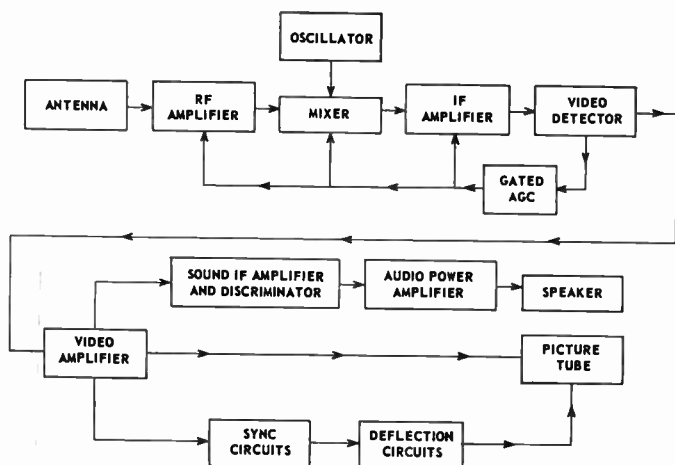 OSCILLATOR
ANTENNA
RF
AMPLIFIER
MIXER
IF
AMPLIFIER
VIDEO
DETECTOR
GATED
AGC
SOUND IF AMPLIFIER
AND DISCRIMINATOR
AUDIO POWER
AMPLIFIER
SPEAKER
VIDEO
AMPLIFIER
PICTURE
TUBE
SYNC
CIRCUITS
DEFLECTION
CIRCUITS